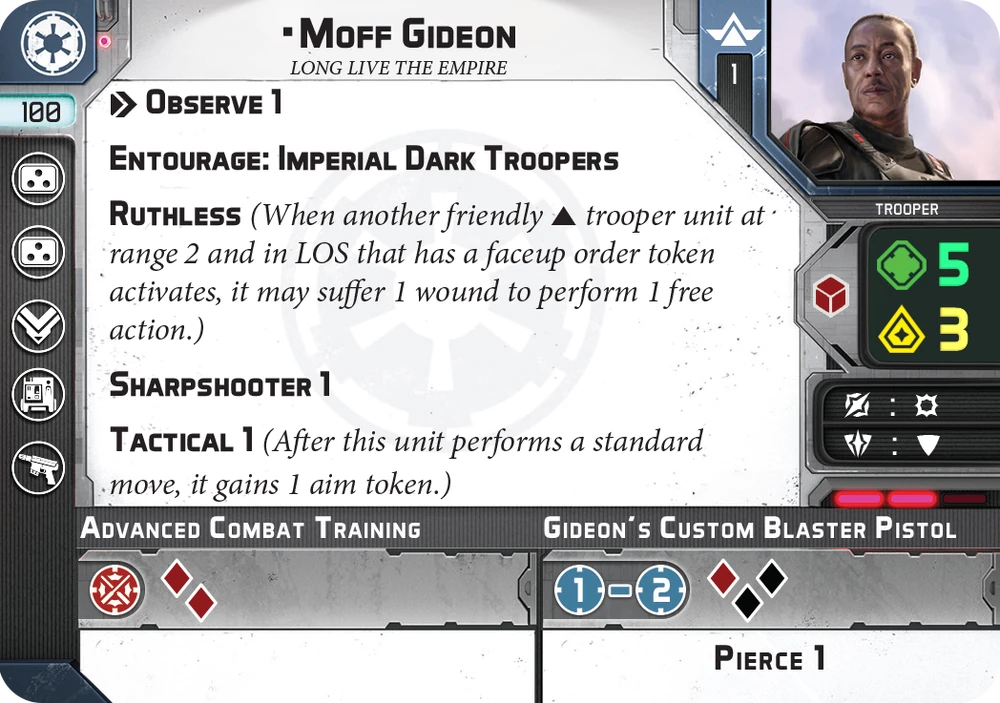 ▪Moff Gideon
LONG LIVE THE EMPIRE
1
100
Observe 1
Entourage: Imperial Dark Troopers
Ruthless (When another friendly ▲ trooper unit at
range 2 and in LOS that has a faceup order token
activates, it may suffer 1 wound to perform 1 free
action.)
Sharpshooter 1
Tactical 1 (After this unit performs a standard
move, it gains 1 aim token.)
TROOPER
5
3
:
:
Advanced Combat Training
Gideon's Custom Blaster Pistol
1-2
Pierce 1